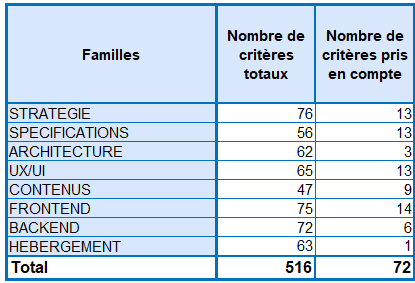 Familles Nombre de critères totaux Nombre de critères pris en compte
STRATEGIE 76 13
SPECIFICATIONS 56 13
ARCHITECTURE 62 3
UX/UI 65 13
CONTENUS 47 9
FRONTEND 75 14
BACKEND 72 6
HEBERGEMENT 63 1
Total 516 72